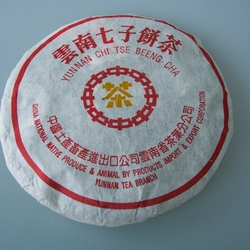 雲南七子餅茶
YUNNAN CHI TSE BEENG CHA
中
茶
中國土產畜產進出口公司雲南省茶葉分公司
CHINA NATIONAL NATIVE PRODUCE & ANIMAL BY PRODUCTS IMPORT & EXPORT CORPORATION
YUNNAN TEA BRANCH